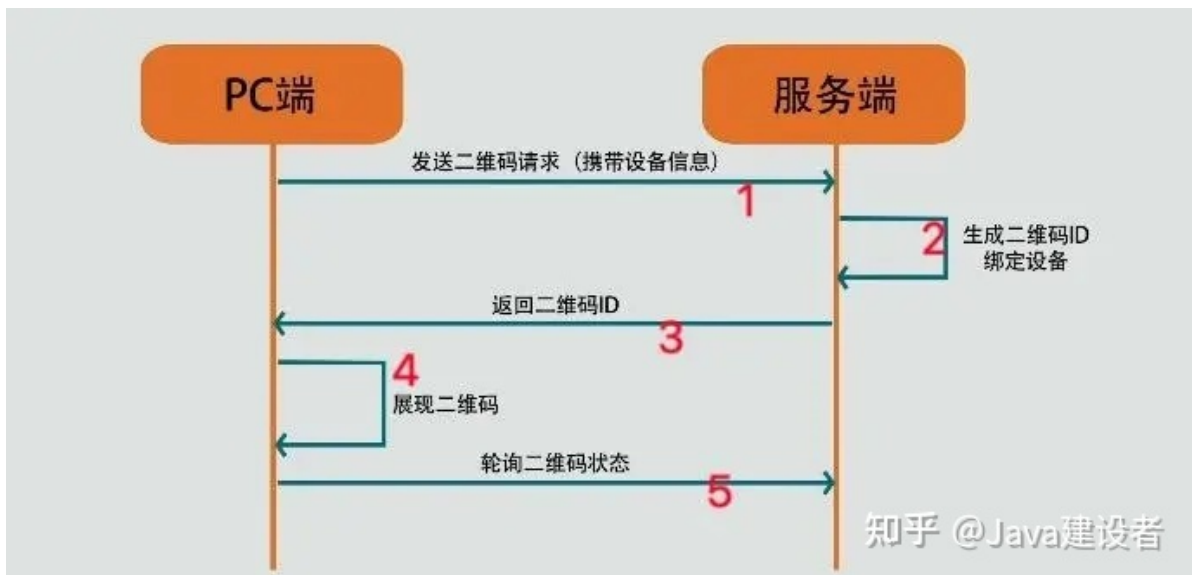 PC端
服务端
发送二维码请求（携带设备信息）
1
2
生成二维码ID
绑定设备
返回二维码ID
3
4
展现二维码
轮询二维码状态
5
知乎 @Java建设者